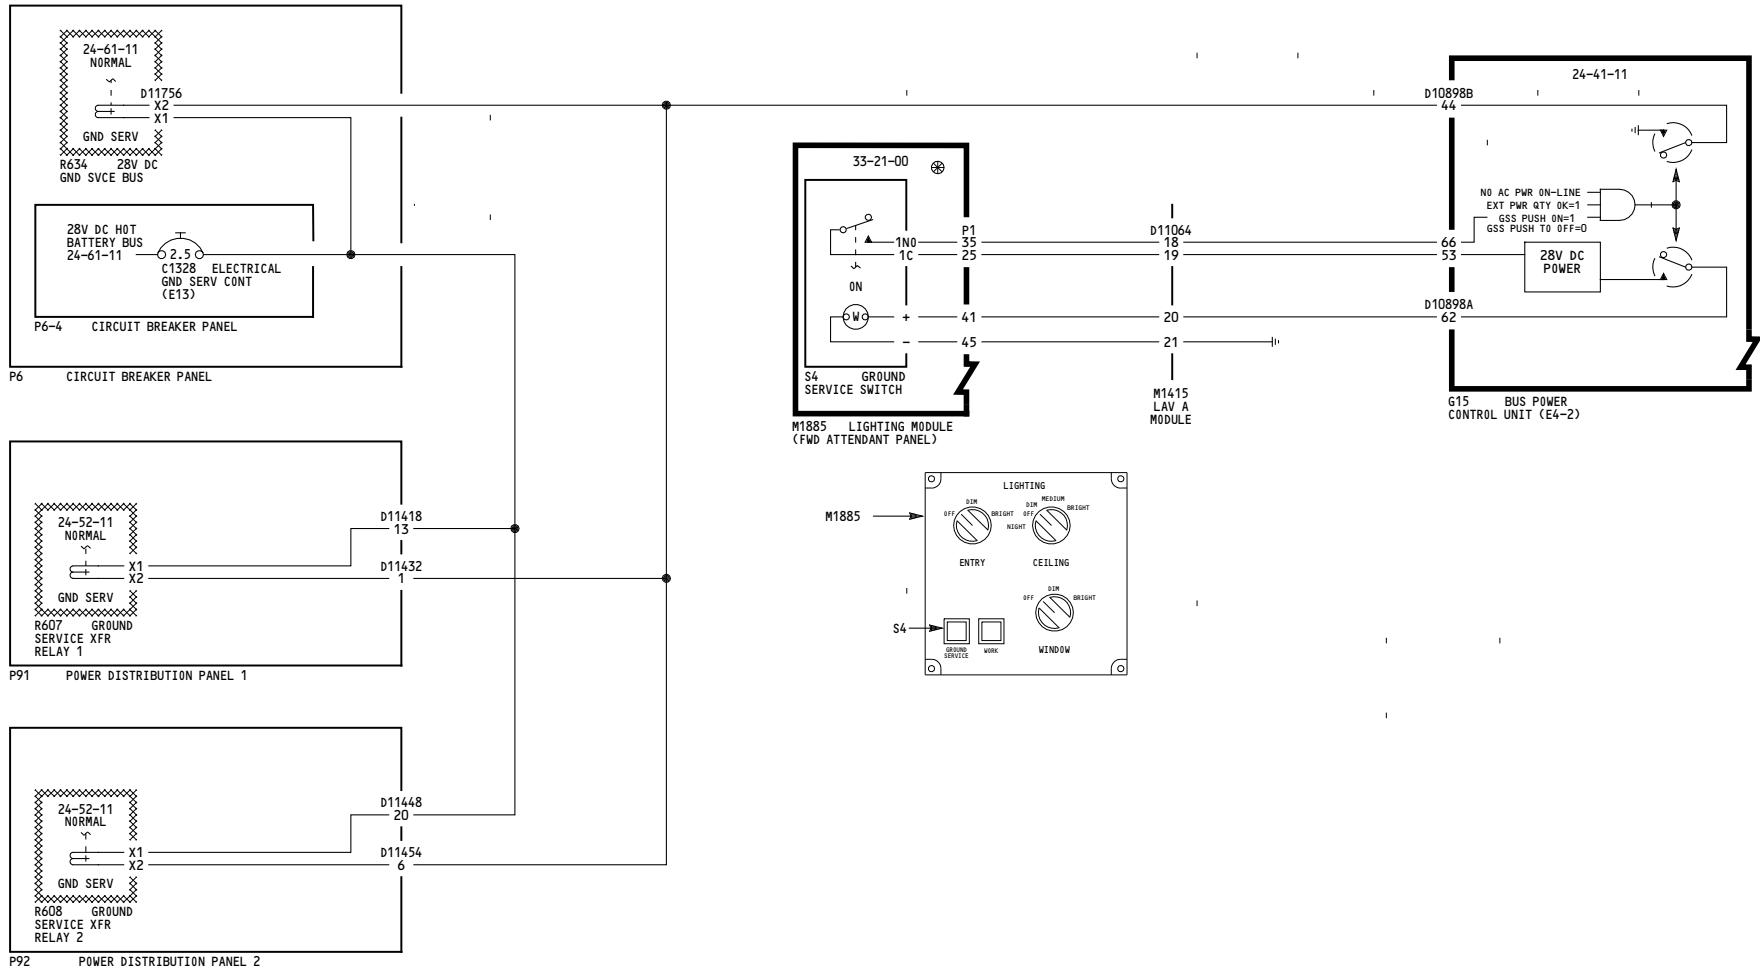 24-61-11
NORMAL
D11756
X2
X1
GND SERV
R634 28V DC
GND SVCE BUS
28V DC HOT
BATTERY BUS
24-61-11
2.5
C1328 ELECTRICAL
GND SERV CONT
(E13)
P6-4 CIRCUIT BREAKER PANEL
P6 CIRCUIT BREAKER PANEL
24-52-11
NORMAL
X1
X2
GND SERV
D11418
13
D11432
1
R607 GROUND
SERVICE XFR
RELAY 1
P91 POWER DISTRIBUTION PANEL 1
24-52-11
NORMAL
X1
X2
GND SERV
D11448
20
D11454
6
R608 GROUND
SERVICE XFR
RELAY 2
P92 POWER DISTRIBUTION PANEL 2
33-21-00
1NO
1C
ON
W
+
-
P1
35
25
41
45
S4 GROUND
SERVICE SWITCH
M1885 LIGHTING MODULE
(FWD ATTENDANT PANEL)
D11064
18
19
20
21
M1415
LAV A
MODULE
24-41-11
D10898B
44
NO AC PWR ON-LINE
EXT PWR QTY OK=1
GSS PUSH ON=1
GSS PUSH TO OFF=0
66
53
28V DC
POWER
D10898A
62
G15 BUS POWER
CONTROL UNIT (E4-2)
M1885
S4
LIGHTING
OFF
DIM
BRIGHT
ENTRY
NIGHT
OFF
DIM
MEDIUM
BRIGHT
CEILING
OFF
DIM
BRIGHT
WINDOW
GROUND
SERVICE
WORK